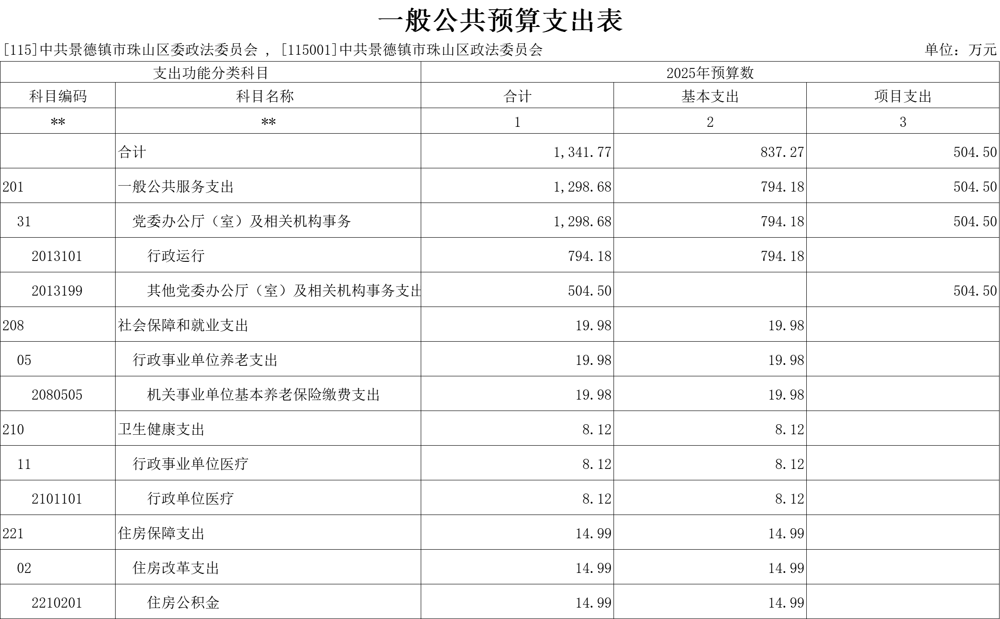 一般公共预算支出表
[115]中共景德镇市珠山区委政法委员会 , [115001]中共景德镇市珠山区政法委员会 单位：万元
支出功能分类科目 2025年预算数
科目编码 科目名称 合计 基本支出 项目支出
** ** 1 2 3
合计 1,341.77 837.27 504.50
201 一般公共服务支出 1,298.68 794.18 504.50
31 党委办公厅（室）及相关机构事务 1,298.68 794.18 504.50
2013101 行政运行 794.18 794.18
2013199 其他党委办公厅（室）及相关机构事务支出 504.50 504.50
208 社会保障和就业支出 19.98 19.98
05 行政事业单位养老支出 19.98 19.98
2080505 机关事业单位基本养老保险缴费支出 19.98 19.98
210 卫生健康支出 8.12 8.12
11 行政事业单位医疗 8.12 8.12
2101101 行政单位医疗 8.12 8.12
221 住房保障支出 14.99 14.99
02 住房改革支出 14.99 14.99
2210201 住房公积金 14.99 14.99